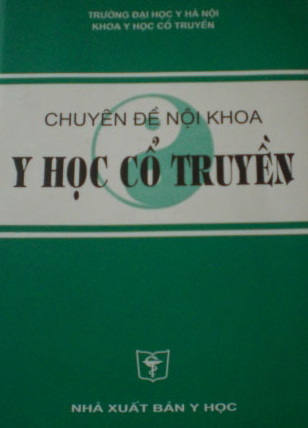 TRƯỜNG ĐẠI HỌC Y HÀ NỘI
KHOA Y HỌC CỔ TRUYỀN
CHUYÊN ĐỀ NỘI KHOA
Y HỌC CỔ TRUYỀN
NHÀ XUẤT BẢN Y HỌC